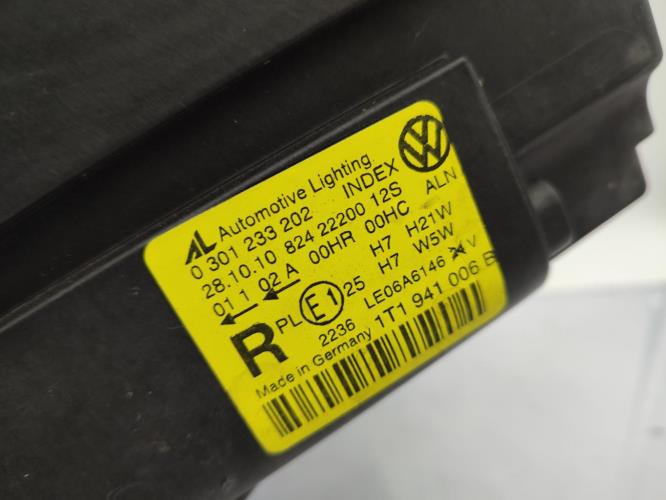 AL Automotive Lighting
0 301 233 202 INDEX
28.10.10 824 22200 12S ALN
01 1 02 A 00HR 00HC
H7 H21W
PL E1 25 H7 W5W
R 2236 LE06A6146 V
Made in Germany 1T1 941 006 B